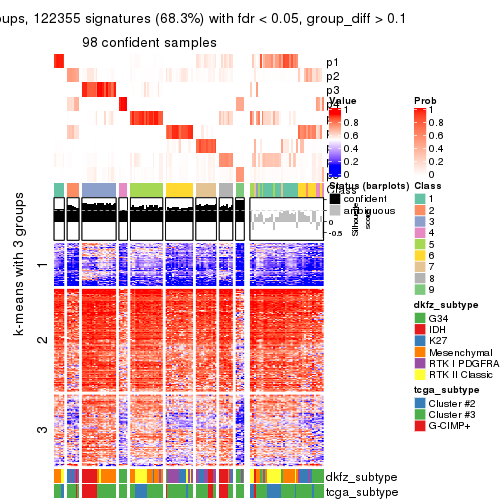 oups, 122355 signatures (68.3%) with fdr < 0.05, group_diff > 0.1
98 confident samples
p1
p2
p3
p4
Value
1
0.8
0.6
0.4
0.2
0
Prob
1
0.8
0.6
0.4
0.2
0
Class
Status (barplots)
confident
ambiguous
Silhouette
score
0
-0.5
Class
1
2
3
4
5
6
7
8
9
k-means with 3 groups
1
2
3
dkfz_subtype
G34
IDH
K27
Mesenchymal
RTK I PDGFRA
RTK II Classic
tcga_subtype
Cluster #2
Cluster #3
G-CIMP+
dkfz_subtype
tcga_subtype